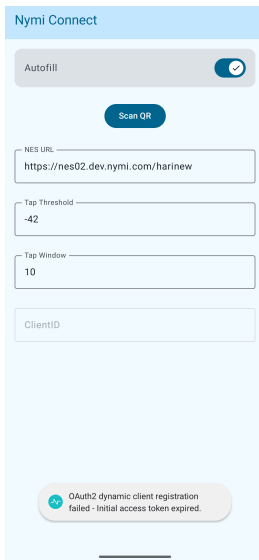 Nymi Connect
Autofill
Scan QR
NES URL
https://nes02.dev.nymi.com/harinew
Tap Threshold
-42
Tap Window
10
ClientID
OAuth2 dynamic client registration
failed - Initial access token expired.